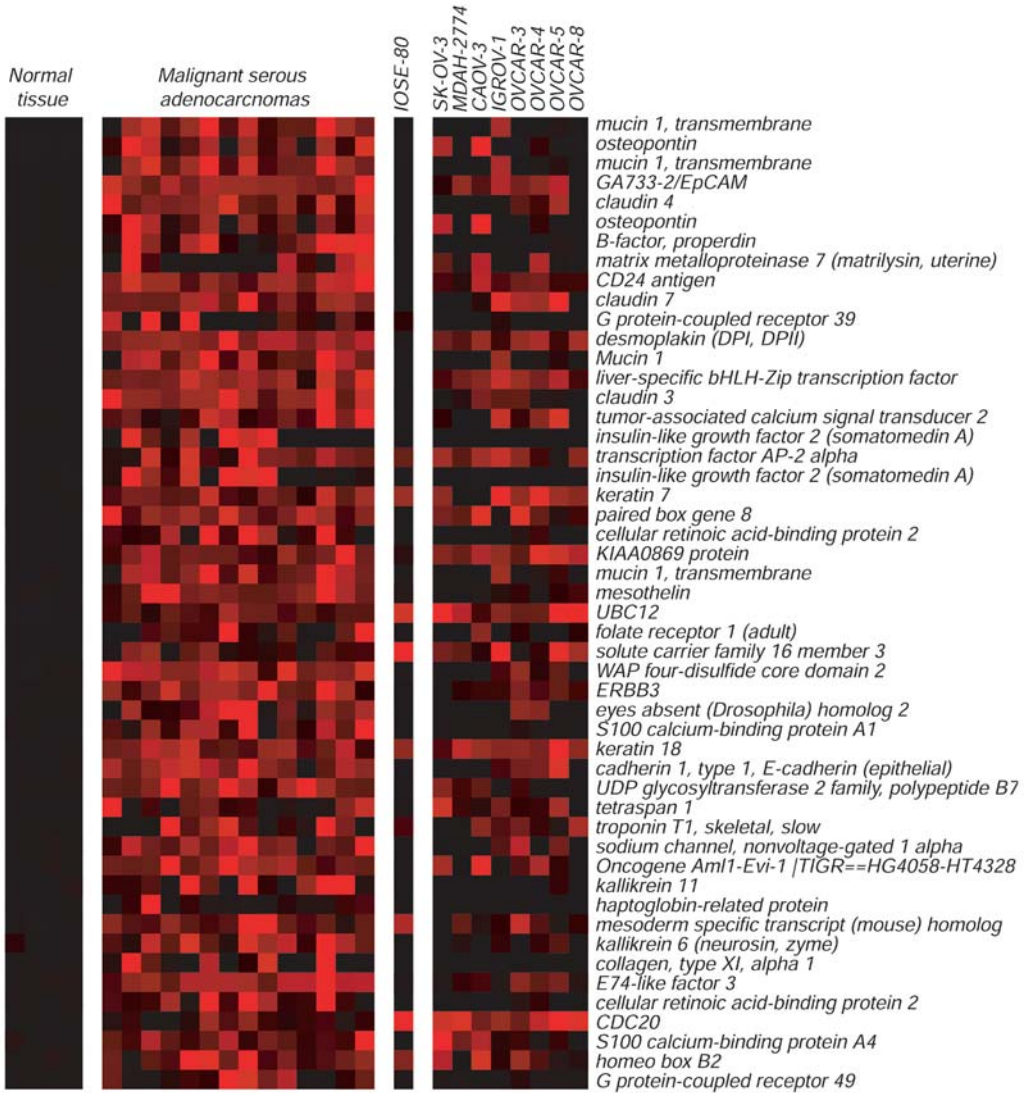 Normal
tissue
Malignant serous
adenocarcnomas
IOSE-80
SK-OV-3
MDAH-2774
CAOV-3
IGROV-1
OVCAR-3
OVCAR-4
OVCAR-5
OVCAR-8
mucin 1, transmembrane
osteopontin
mucin 1, transmembrane
GA733-2/EpCAM
claudin 4
osteopontin
B-factor, properdin
matrix metalloproteinase 7 (matrilysin, uterine)
CD24 antigen
claudin 7
G protein-coupled receptor 39
desmoplakin (DPI, DPII)
Mucin 1
liver-specific bHLH-Zip transcription factor
claudin 3
tumor-associated calcium signal transducer 2
insulin-like growth factor 2 (somatomedin A)
transcription factor AP-2 alpha
insulin-like growth factor 2 (somatomedin A)
keratin 7
paired box gene 8
cellular retinoic acid-binding protein 2
KIAA0869 protein
mucin 1, transmembrane
mesothelin
UBC12
folate receptor 1 (adult)
solute carrier family 16 member 3
WAP four-disulfide core domain 2
ERBB3
eyes absent (Drosophila) homolog 2
S100 calcium-binding protein A1
keratin 18
cadherin 1, type 1, E-cadherin (epithelial)
UDP glycosyltransferase 2 family, polypeptide B7
tetraspan 1
troponin T1, skeletal, slow
sodium channel, nonvoltage-gated 1 alpha
Oncogene Aml1-Evi-1 |TIGR==HG4058-HT4328
kallikrein 11
haptoglobin-related protein
mesoderm specific transcript (mouse) homolog
kallikrein 6 (neurosin, zyme)
collagen, type XI, alpha 1
E74-like factor 3
cellular retinoic acid-binding protein 2
CDC20
S100 calcium-binding protein A4
homeo box B2
G protein-coupled receptor 49